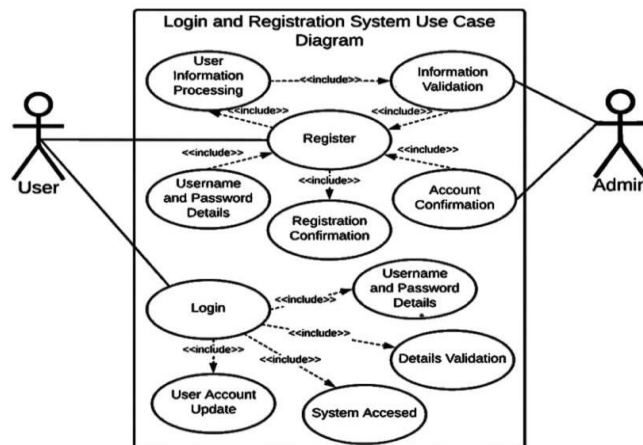 Login and Registration System Use Case
Diagram
User
Information
Processing
<<include>>
Information
Validation
<<include>>
<<include>>
Register
<<include>>
<<include>>
User
Admin
Username
and Password
Details
<<include>>
Account
Confirmation
Registration
Confirmation
Username
and Password
Details
Login
<<include>>
<<include>>
<<include>>
<<include>>
Details Validation
User Account
Update
System Accesed